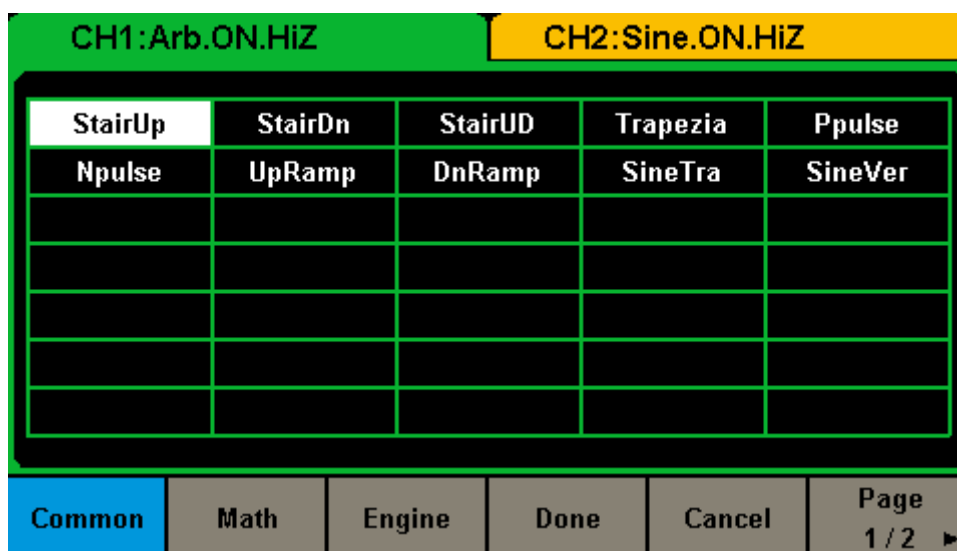 CH1:Arb.ON.HiZ CH2:Sine.ON.HiZ
StairUp StairDn StairUD Trapezia Ppulse
Npulse UpRamp DnRamp SineTra SineVer
Common Math Engine Done Cancel Page
1/2 ►